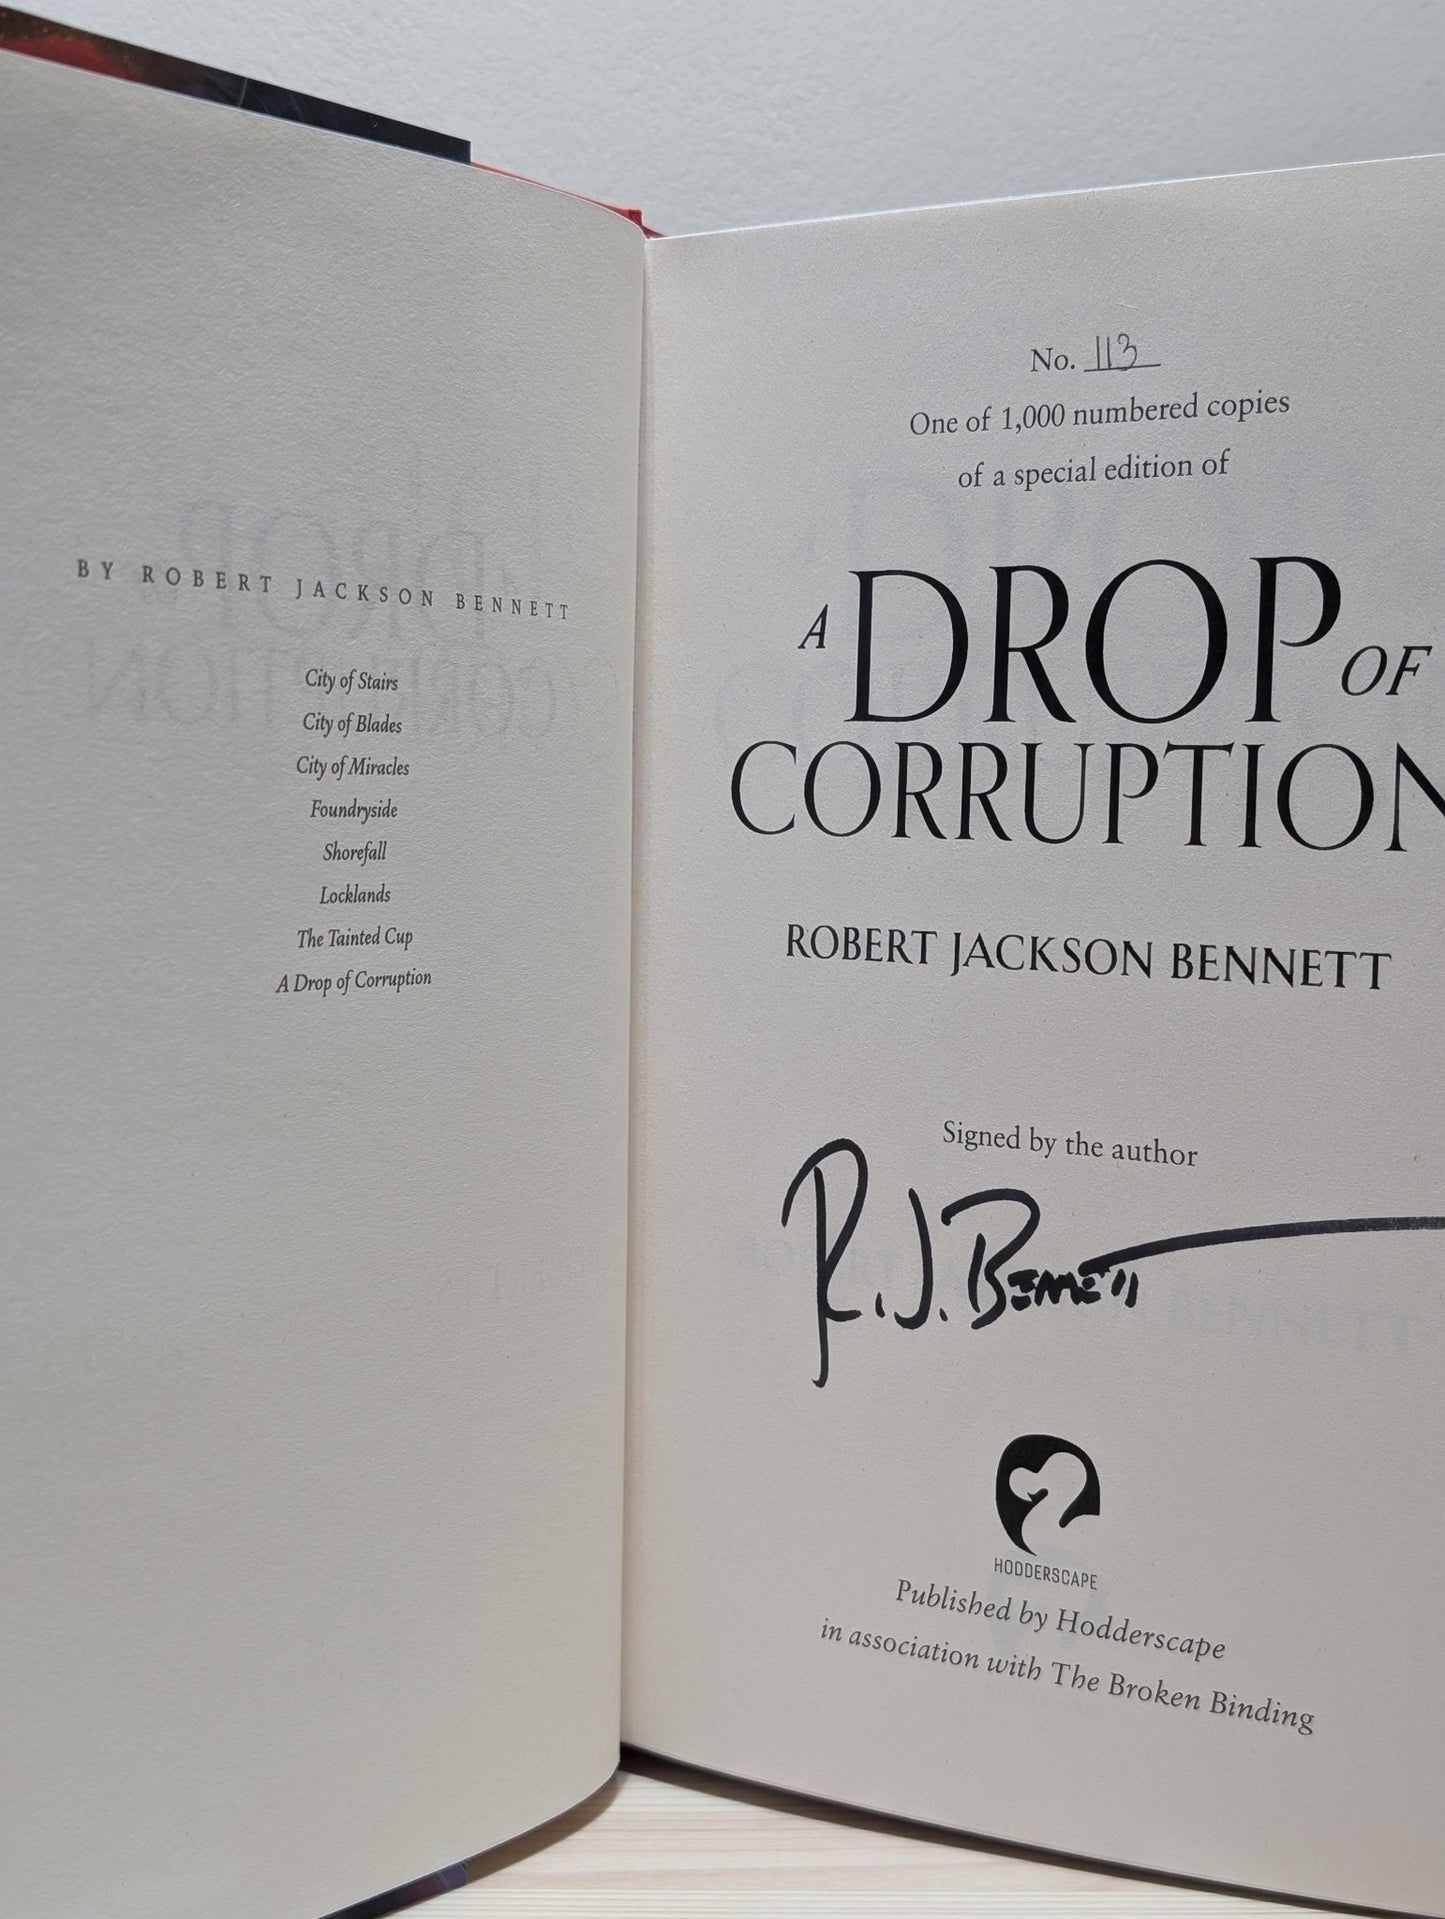 BY ROBERT JACKSON BENNETT
City of Stairs
City of Blades
City of Miracles
Foundryside
Shorefall
Locklands
The Tainted Cup
A Drop of Corruption
No. 113
One of 1,000 numbered copies
of a special edition of
A DROP OF
CORRUPTION
ROBERT JACKSON BENNETT
Signed by the author
R. J. BENNETT
HODDERSCAPE
Published by Hodderscape
in association with The Broken Binding